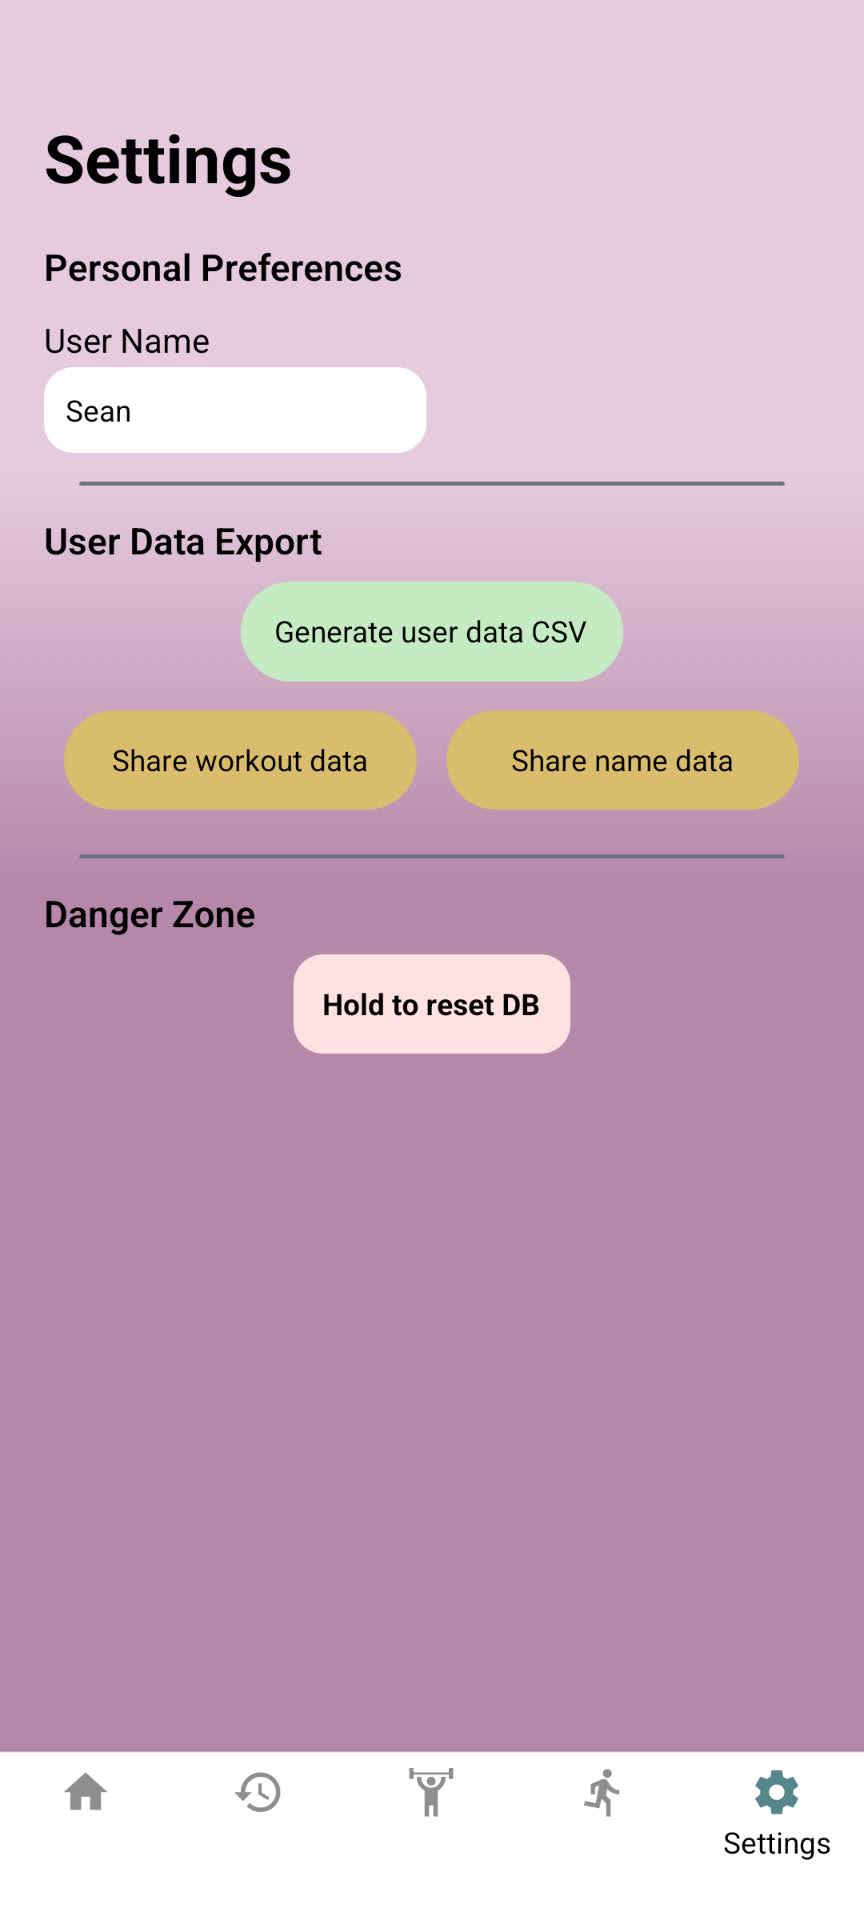 Settings
Personal Preferences
User Name
Sean
User Data Export
Generate user data CSV
Share workout data
Share name data
Danger Zone
Hold to reset DB
Settings